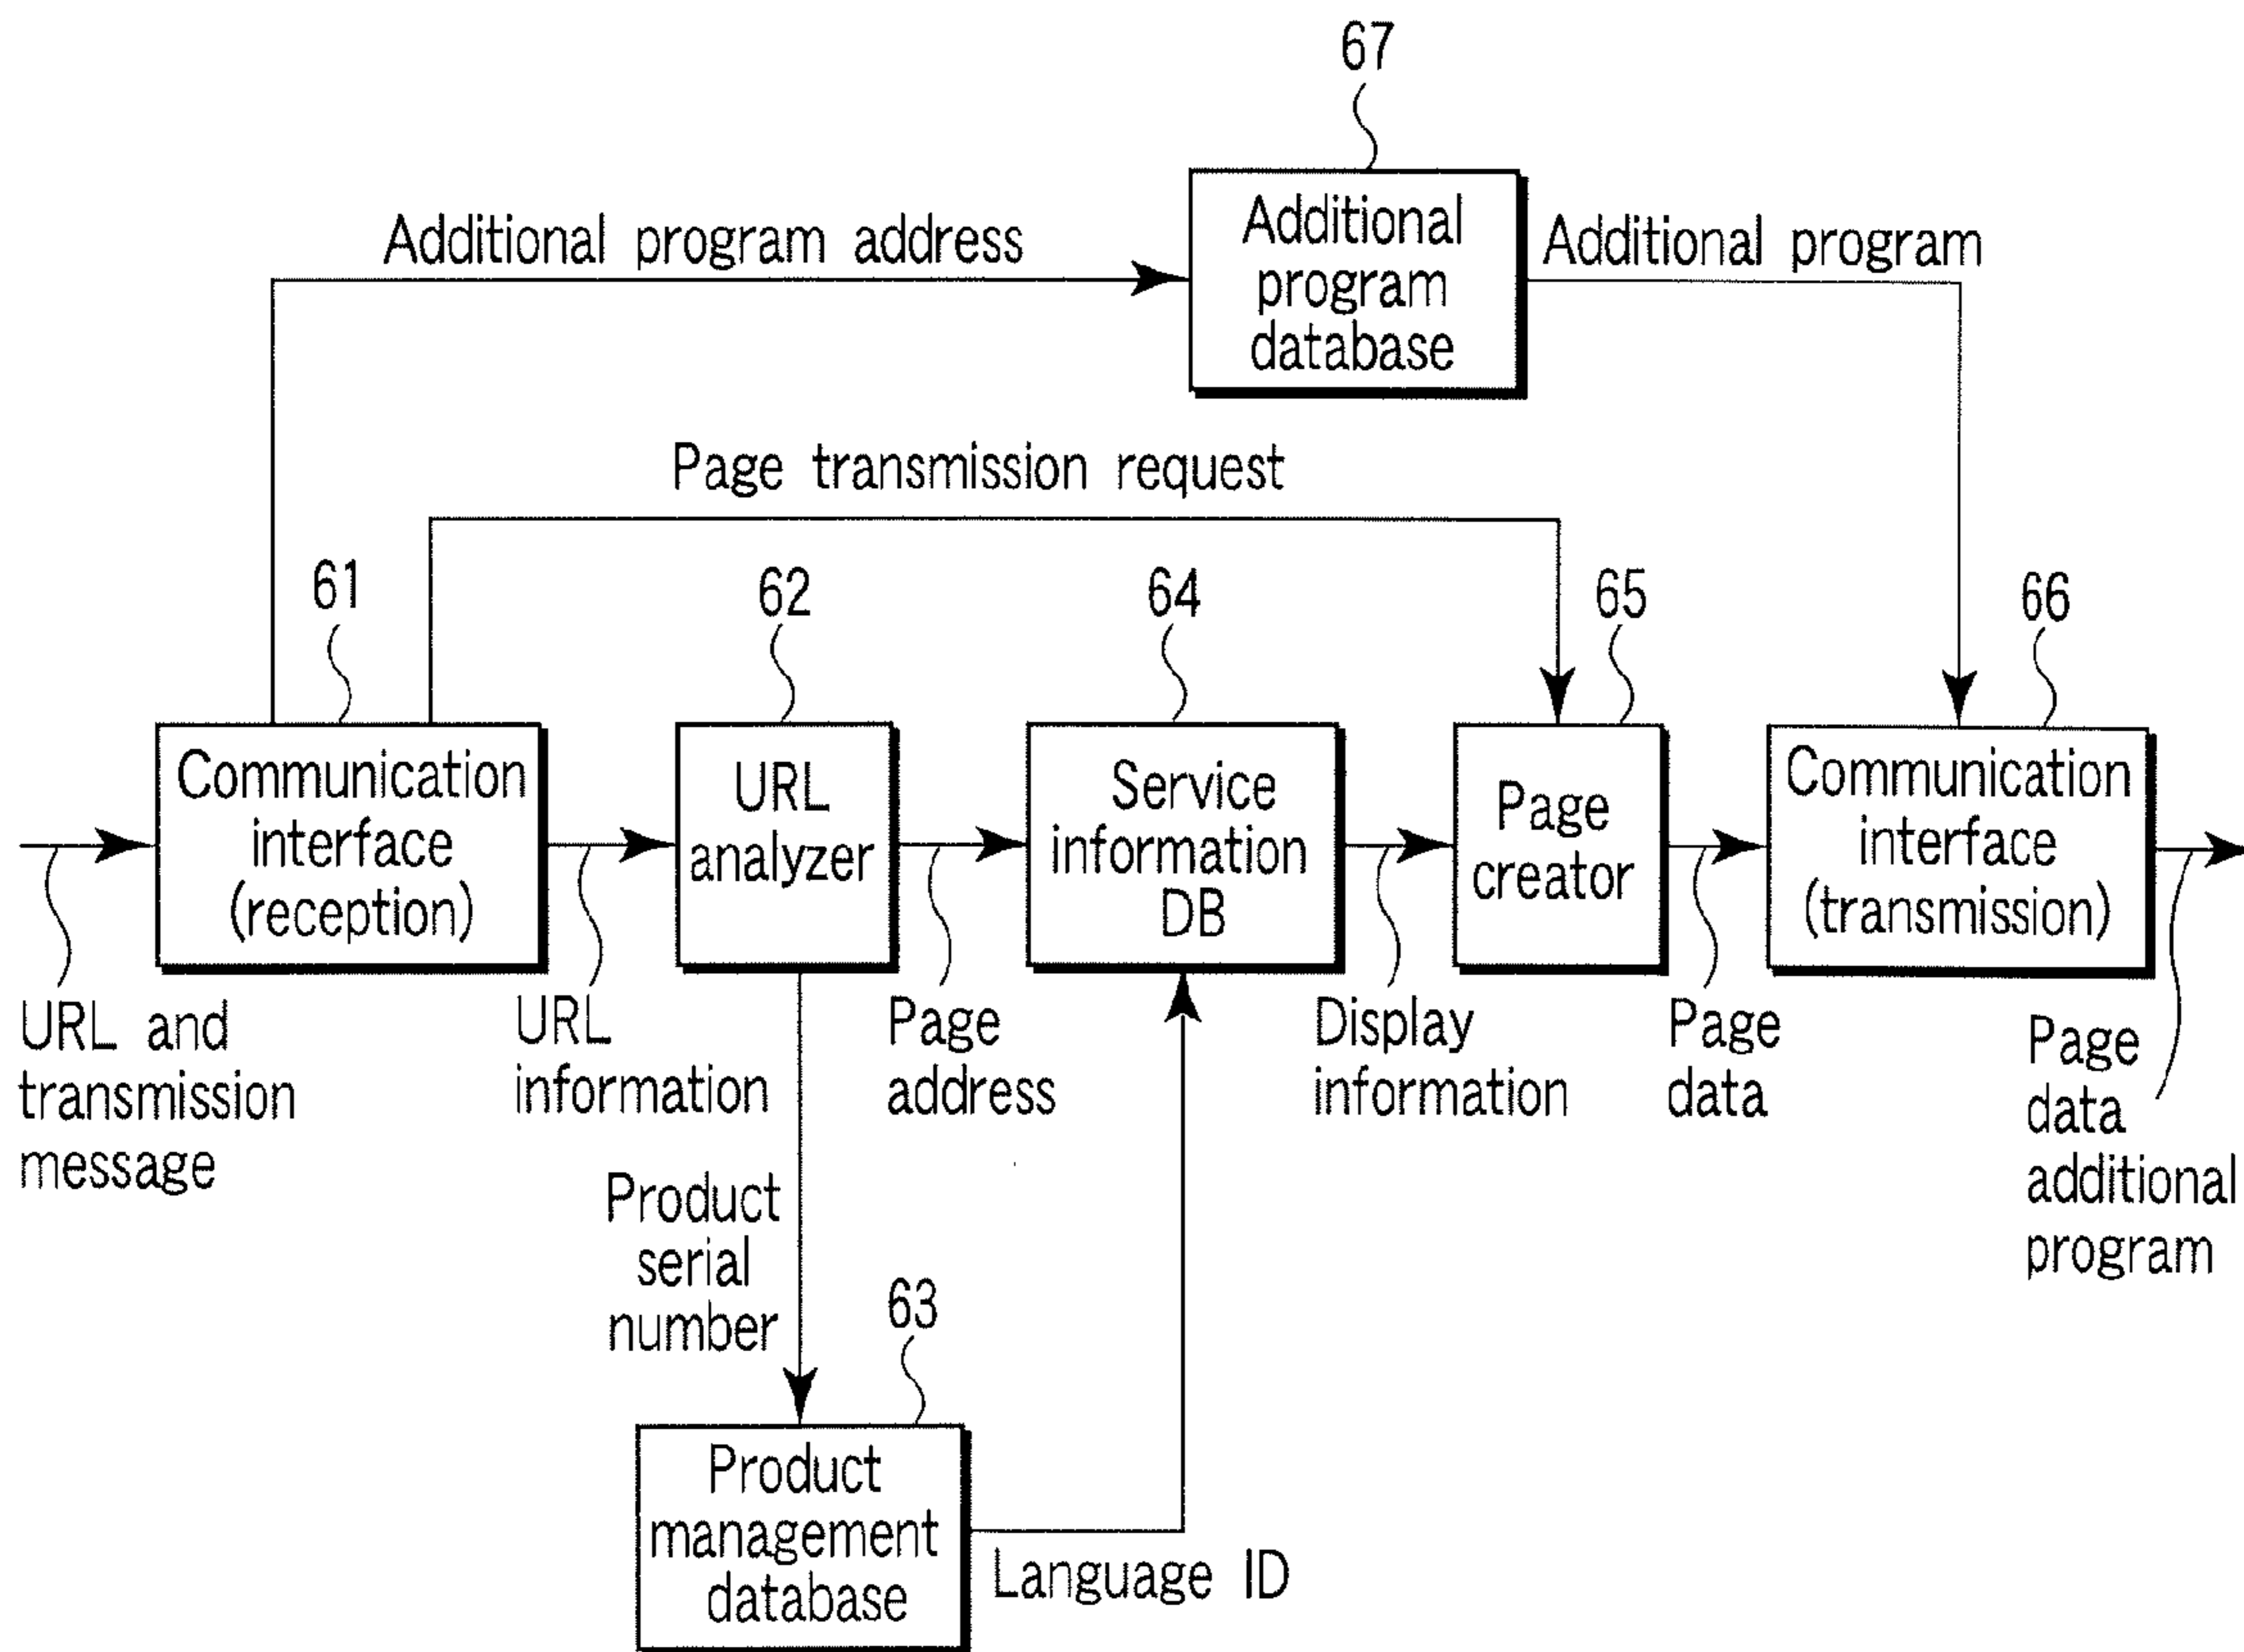 67
Additional program address
Additional
program
database
Additional program
Page transmission request
61
62
64
65
66
Communication
interface
(reception)
URL
analyzer
Service
information
DB
Page
creator
Communication
interface
(transmission)
URL and
transmission
message
URL
information
Page
address
Display
information
Page
data
Page
data
additional
program
Product
serial
number
63
Product
management
database
Language ID